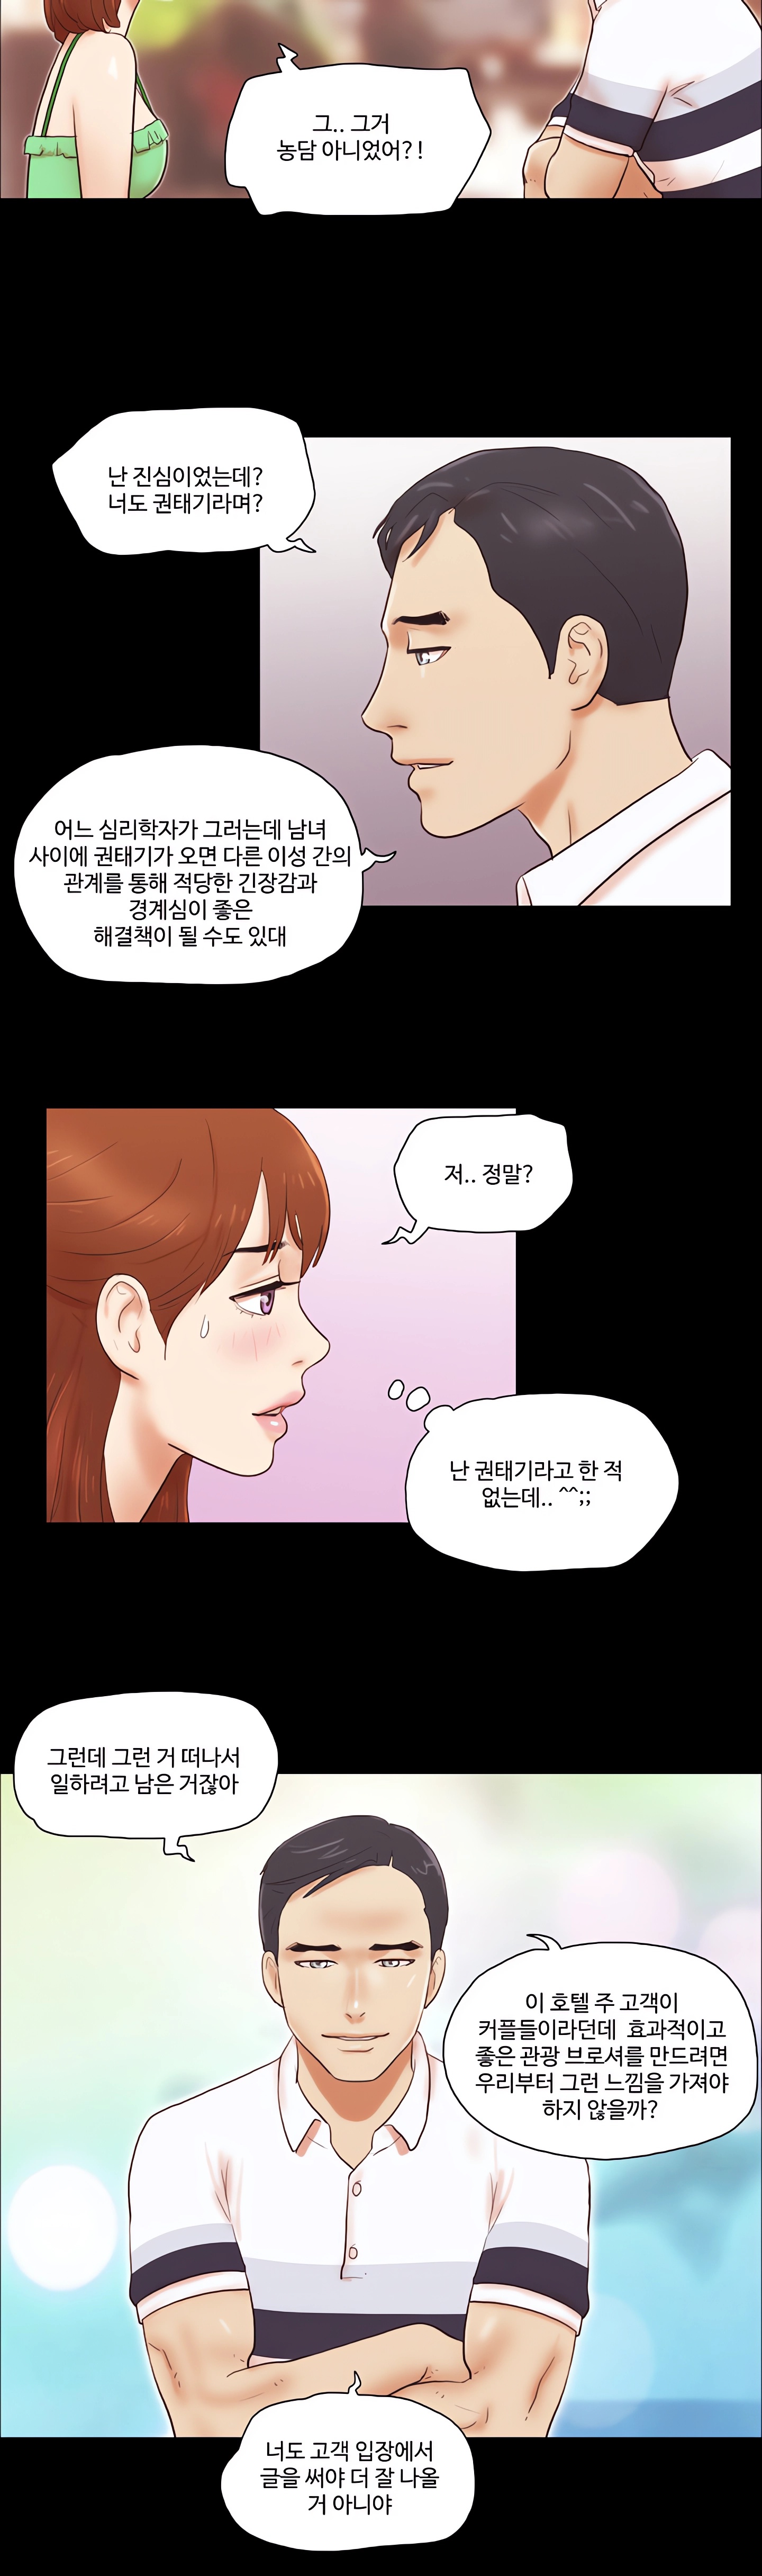 그.. 그거
농담 아니었어?!
난 진심이었는데?
너도 권태기라며?
어느 심리학자가 그러는데 남녀
사이에 권태기가 오면 다른 이성 간의
관계를 통해 적당한 긴장감과
경계심이 좋은
해결책이 될 수도 있대
저.. 정말?
난 권태기라고 한 적
없는데.. ^^;;
그런데 그런 거 떠나서
일하려고 남은 거잖아
이 호텔 주 고객이
커플들이라던데 효과적이고
좋은 관광 브로셔를 만드려면
우리부터 그런 느낌을 가져야
하지 않을까?
너도 고객 입장에서
글을 써야 더 잘 나올
거 아니야